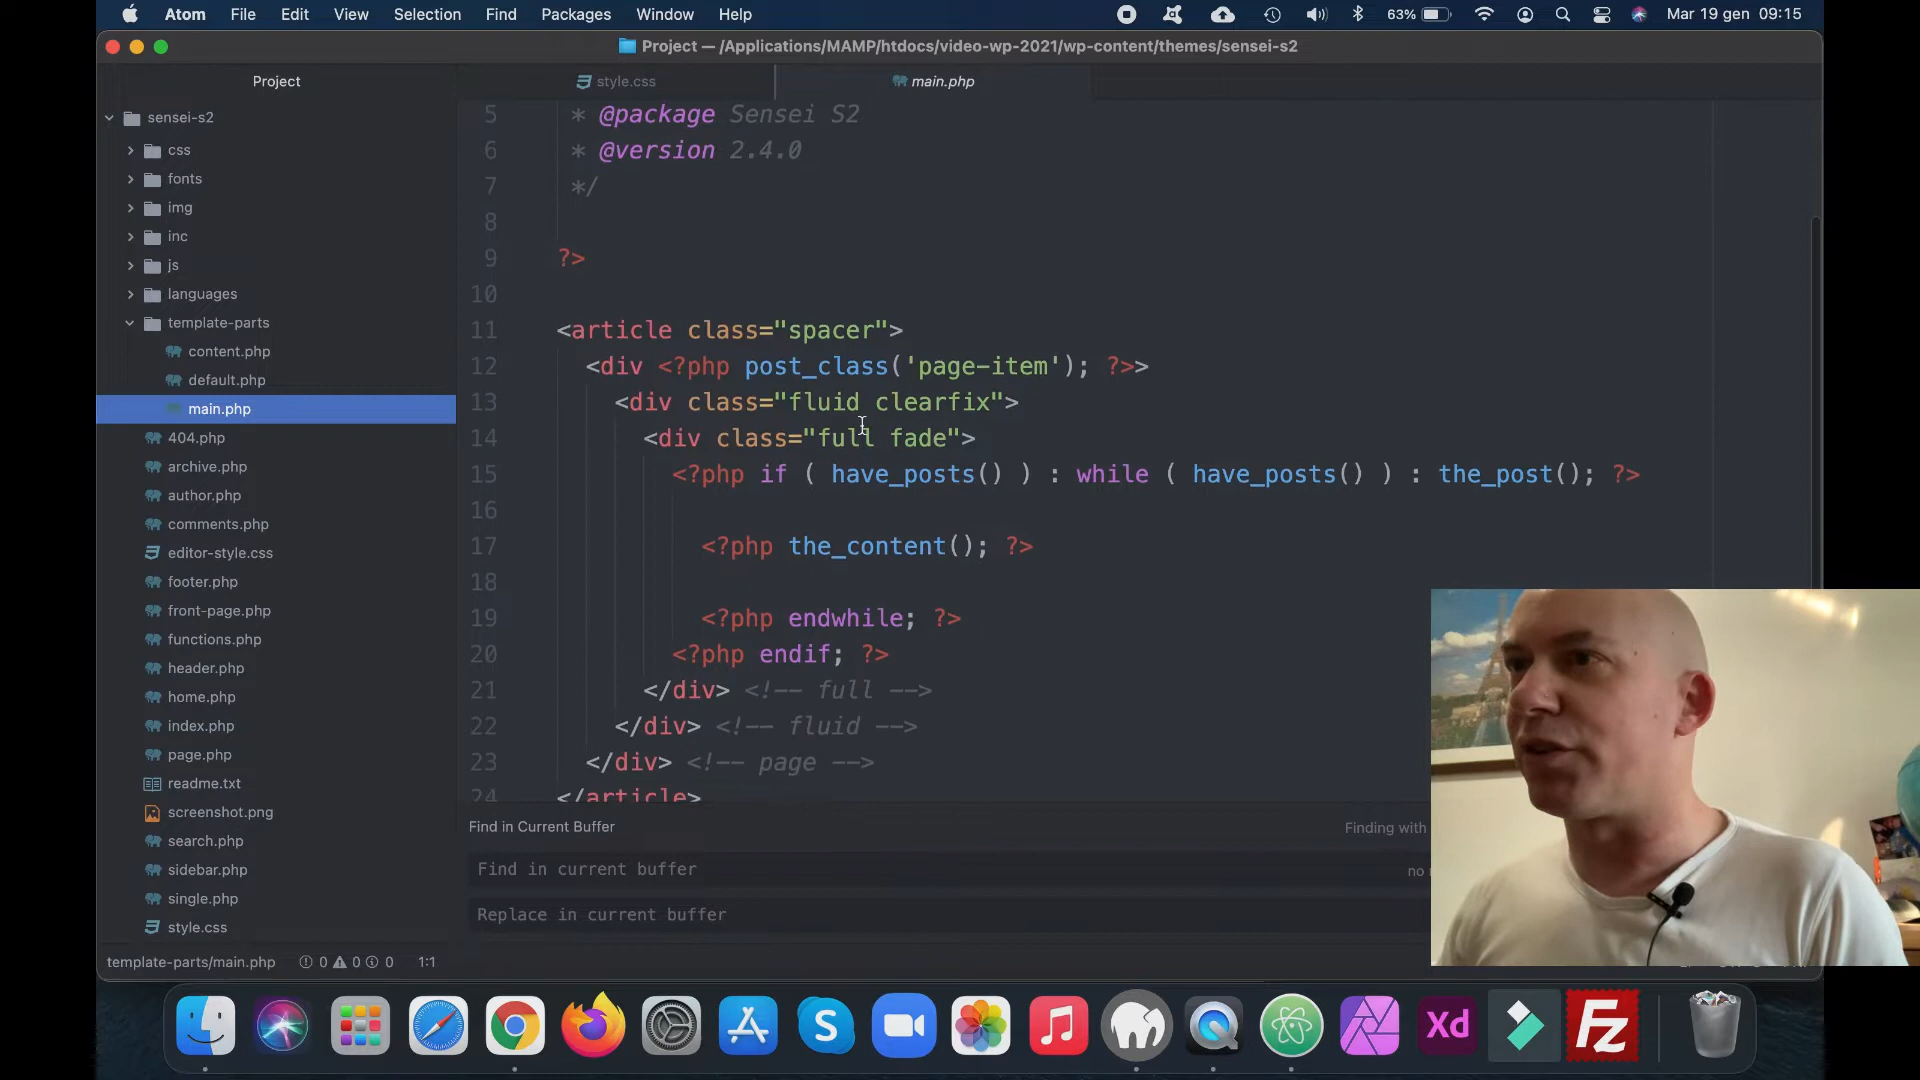 Atom File Edit View Selection Find Packages Window Help 63% Mar 19 gen 09:15
Project — /Applications/MAMP/htdocs/video-wp-2021/wp-content/themes/sensei-s2
Project
style.css
main.php
sensei-s2
css
fonts
img
inc
js
languages
template-parts
content.php
default.php
main.php
404.php
archive.php
author.php
comments.php
editor-style.css
footer.php
front-page.php
functions.php
header.php
home.php
index.php
page.php
readme.txt
screenshot.png
search.php
sidebar.php
single.php
style.css
5 * @package Sensei S2
6 * @version 2.4.0
7 */
8
9 ?>
10
11 <article class="spacer">
12 <div <?php post_class('page-item'); ?>>
13 <div class="fluid clearfix">
14 <div class="full fade">
15 <?php if ( have_posts() ) : while ( have_posts() ) : the_post(); ?>
16
17 <?php the_content(); ?>
18
19 <?php endwhile; ?>
20 <?php endif; ?>
21 </div> <!-- full -->
22 </div> <!-- fluid -->
23 </div> <!-- page -->
24 </article>
Find in Current Buffer
Finding with
Find in current buffer
no
Replace in current buffer
template-parts/main.php 0 0 0 1:1
S
Xd
Fz